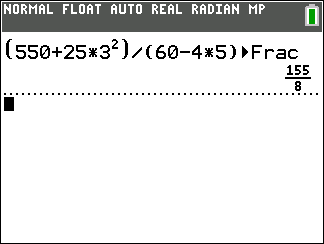 NORMAL FLOAT AUTO REAL RADIAN MP
(550+25*3²)/(60-4*5)▶Frac
155/8